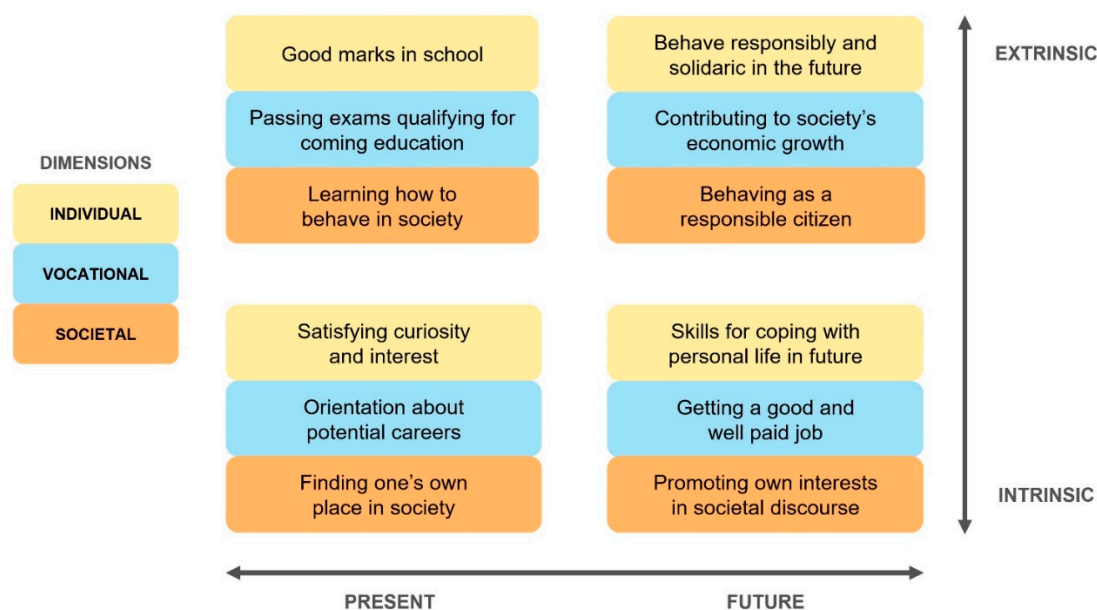 Good marks in school
Behave responsibly and
solidaric in the future
EXTRINSIC
Passing exams qualifying for
coming education
Contributing to society's
economic growth
DIMENSIONS
INDIVIDUAL
Learning how to
behave in society
Behaving as a
responsible citizen
VOCATIONAL
SOCIETAL
Satisfying curiosity
and interest
Skills for coping with
personal life in future
Orientation about
potential careers
Getting a good and
well paid job
Finding one's own
place in society
Promoting own interests
in societal discourse
INTRINSIC
PRESENT
FUTURE